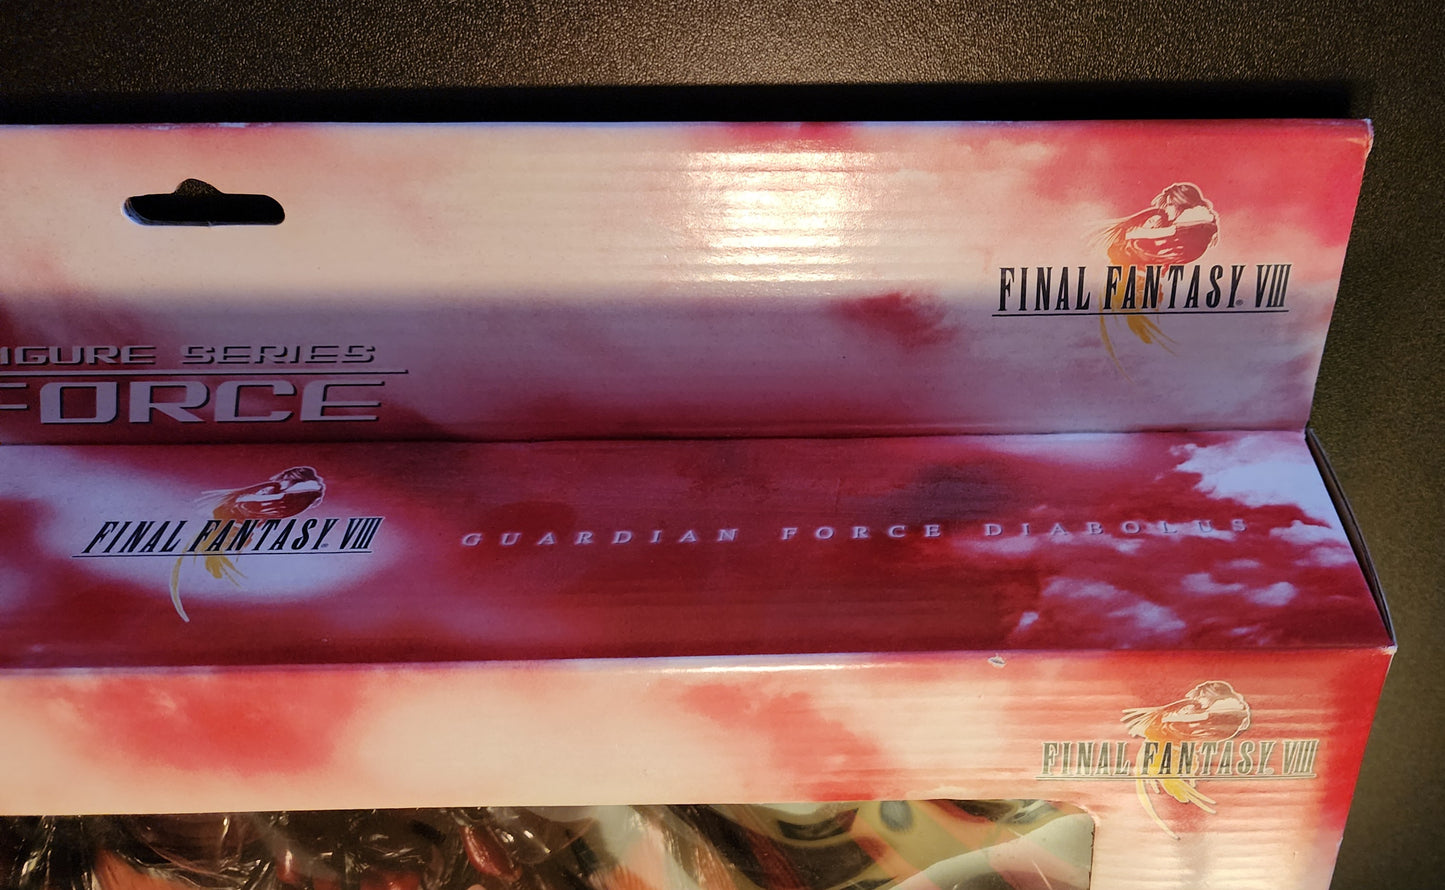 FINAL FANTASY VIII
IGURE SERIES
FORCE
FINAL FANTASY VIII
GUARDIAN FORCE DIABOLUS
FINAL FANTASY VIII